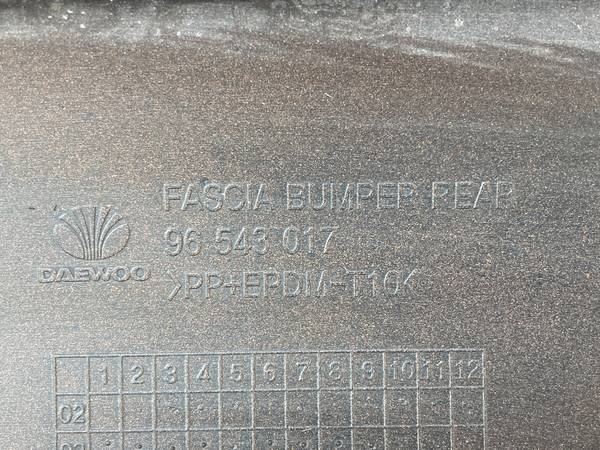 FASCIA BUMPER REAR
96 543 017
DAEWOO
>PP+EPDM-T10<
1 2 3 4 5 6 7 8 9 10 11 12
02